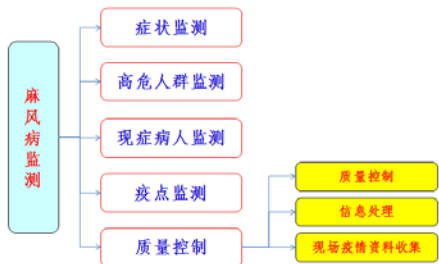 麻风病监测
症状监测
高危人群监测
现症病人监测
疫点监测
质量控制
质量控制
信息处理
现场疫情资料收集